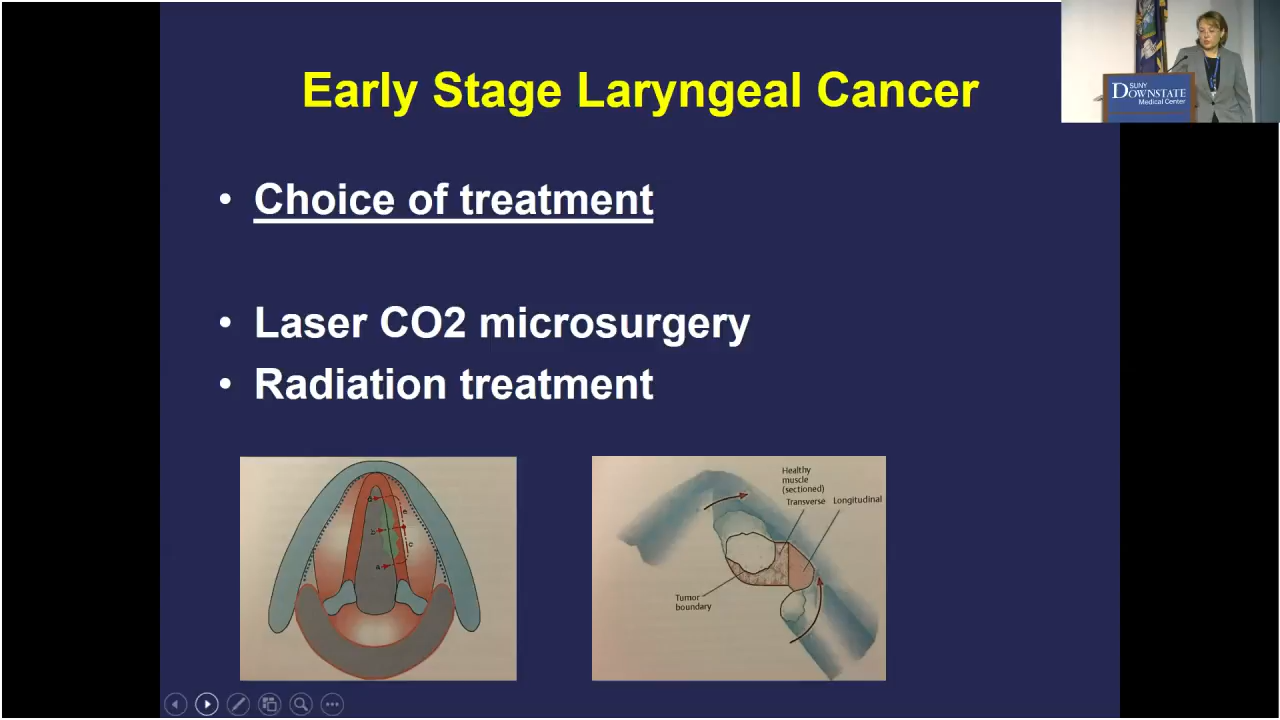 Early Stage Laryngeal Cancer
SUNY
DOWNSTATE
Medical Center
• Choice of treatment
• Laser CO2 microsurgery
• Radiation treatment
Healthy
muscle
(sectioned)
Transverse Longitudinal
Tumor
boundary
e
b
c
a